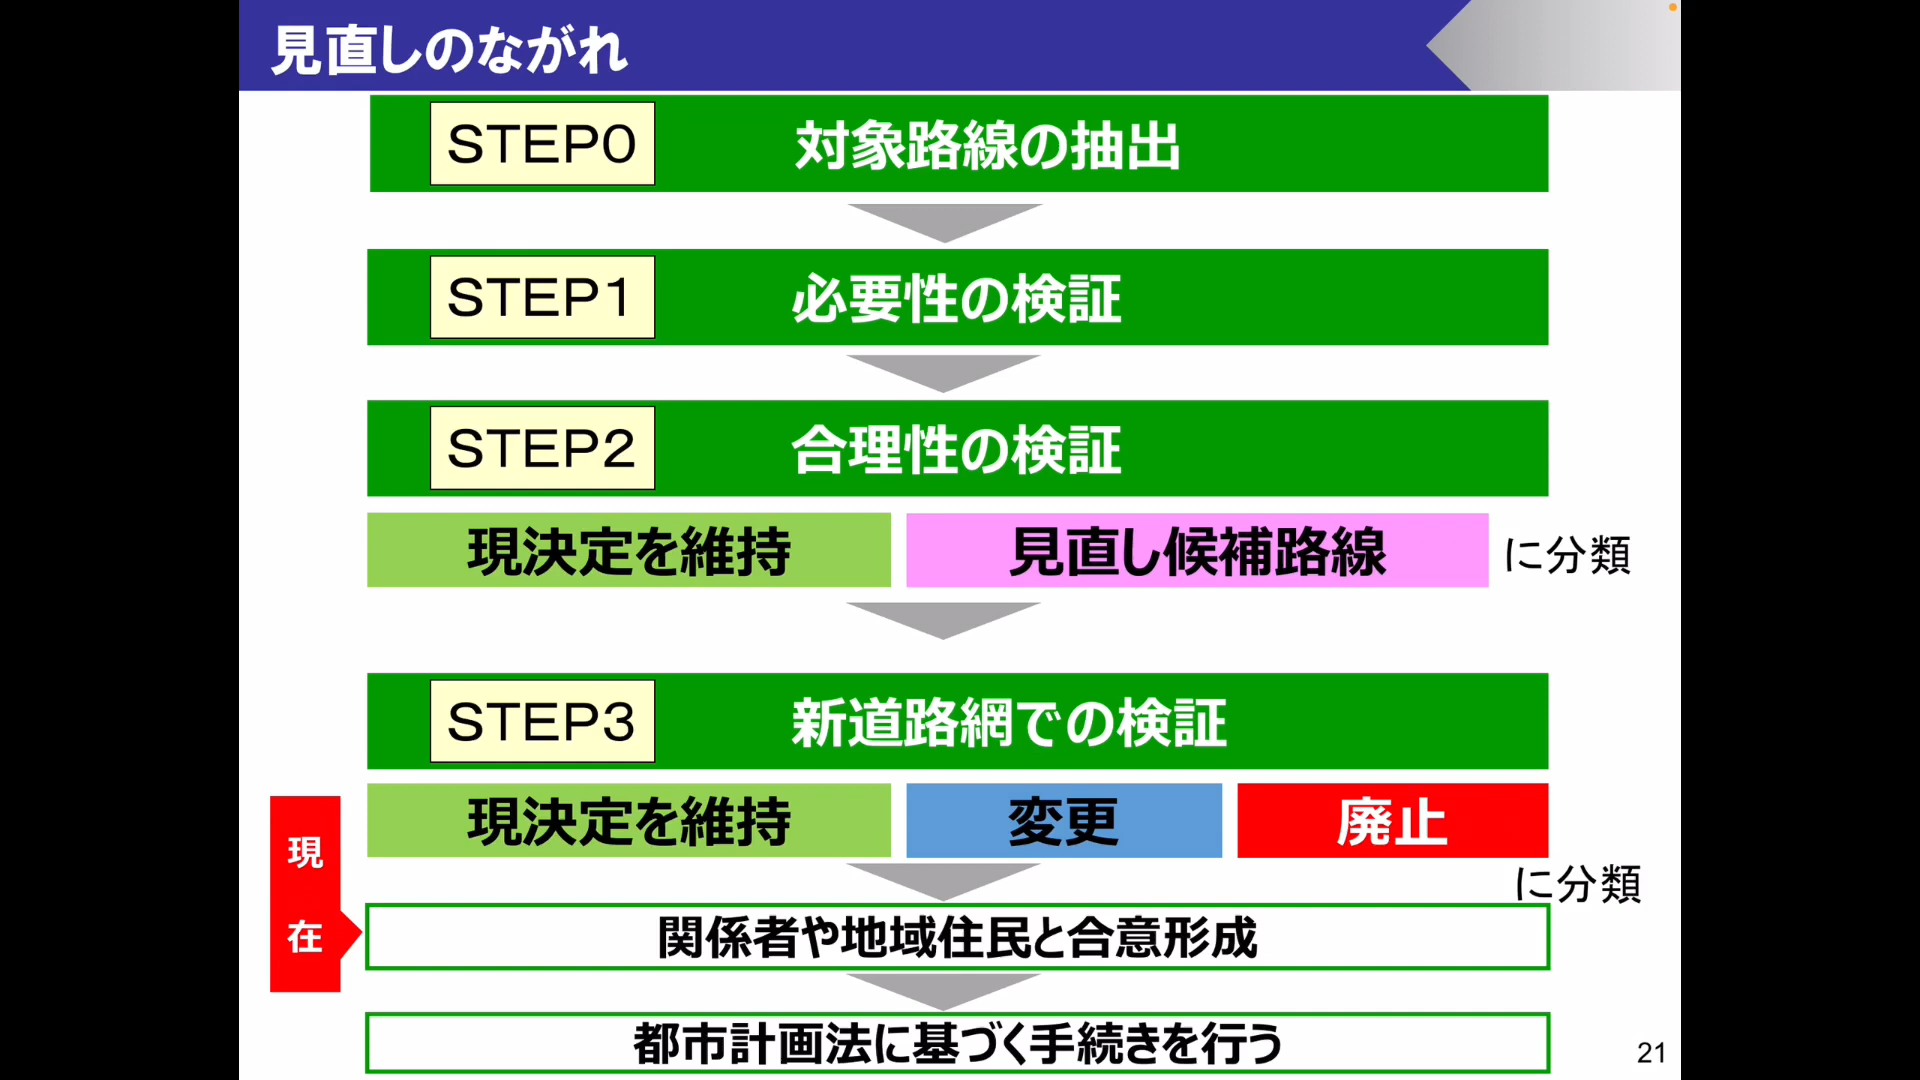 見直しのながれ
STEP0 対象路線の抽出
STEP1 必要性の検証
STEP2 合理性の検証
現決定を維持 見直し候補路線 に分類
STEP3 新道路網での検証
現決定を維持 変更 廃止
に分類
現在
関係者や地域住民と合意形成
都市計画法に基づく手続きを行う
21